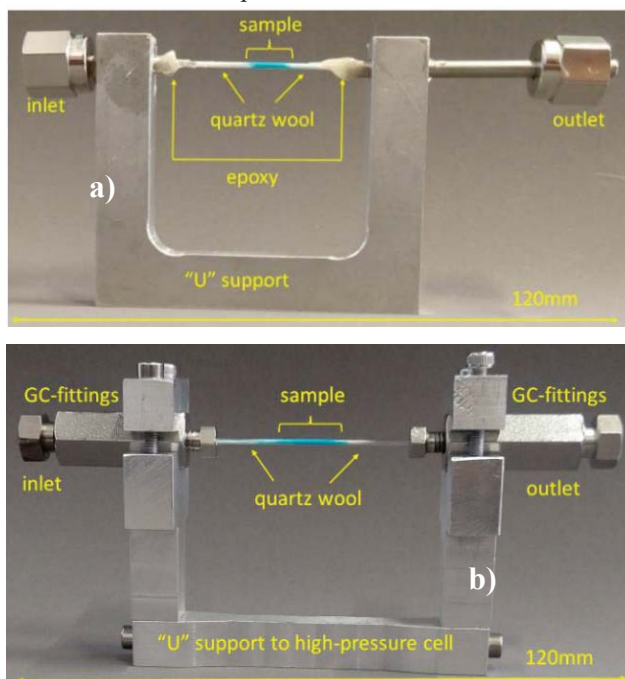 sample
inlet
quartz wool
outlet
epoxy
a)
"U" support
120mm
GC-fittings
sample
GC-fittings
inlet
quartz wool
outlet
b)
"U" support to high-pressure cell
120mm